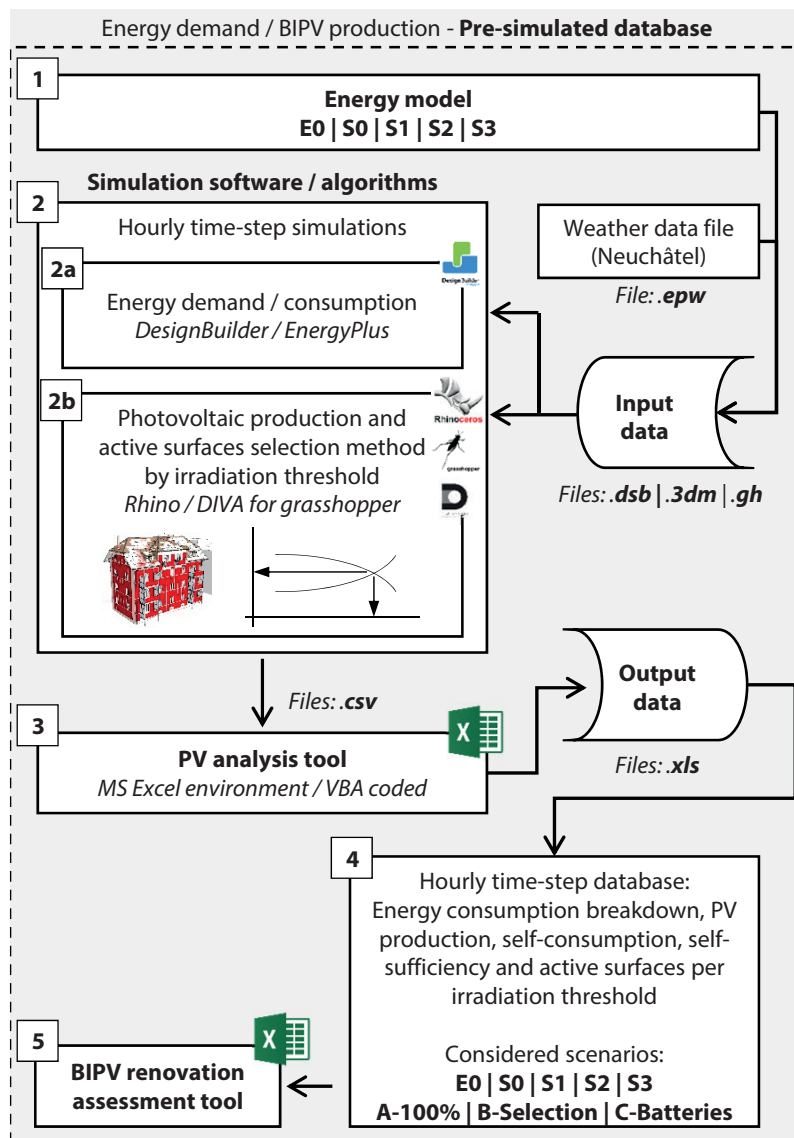 Energy demand / BIPV production - Pre-simulated database
1
Energy model
E0 | S0 | S1 | S2 | S3
Simulation software / algorithms
2
Hourly time-step simulations
Weather data file
(Neuchâtel)
File: .epw
2a
DesignBuilder
Energy demand / consumption
DesignBuilder / EnergyPlus
2b
Rhinoceros
Photovoltaic production and
active surfaces selection method
by irradiation threshold
Rhino / DIVA for grasshopper
grasshopper
Input
data
Files: .dsb | .3dm | .gh
Files: .csv
Output
data
Files: .xls
3
X
PV analysis tool
MS Excel environment / VBA coded
4
Hourly time-step database:
Energy consumption breakdown, PV
production, self-consumption, self-
sufficiency and active surfaces per
irradiation threshold
Considered scenarios:
E0 | S0 | S1 | S2 | S3
A-100% | B-Selection | C-Batteries
5
X
BIPV renovation
assessment tool